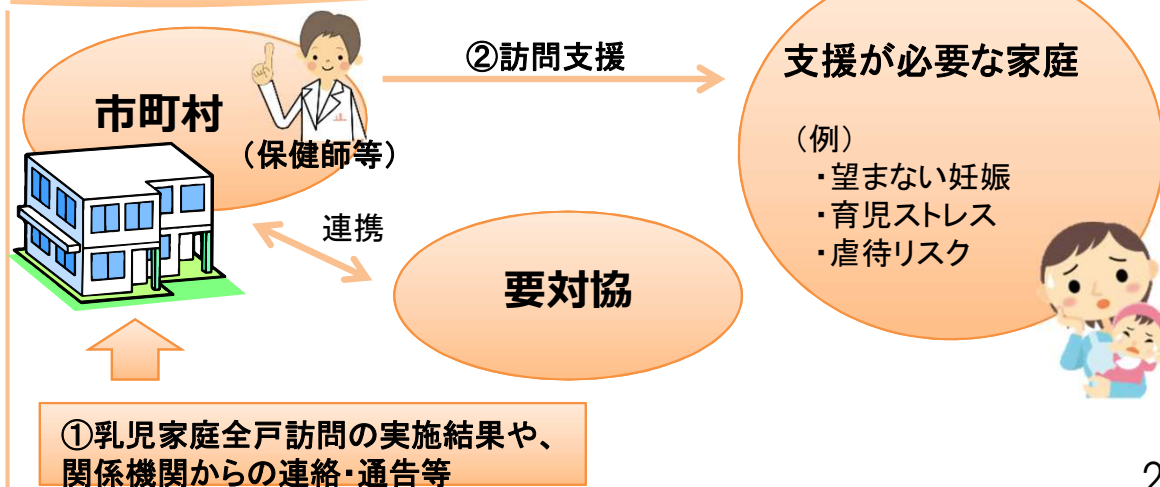 市町村
(保健師等)
②訪問支援
支援が必要な家庭
(例)
・望まない妊娠
・育児ストレス
・虐待リスク
連携
要対協
①乳児家庭全戸訪問の実施結果や、
関係機関からの連絡・通告等
2